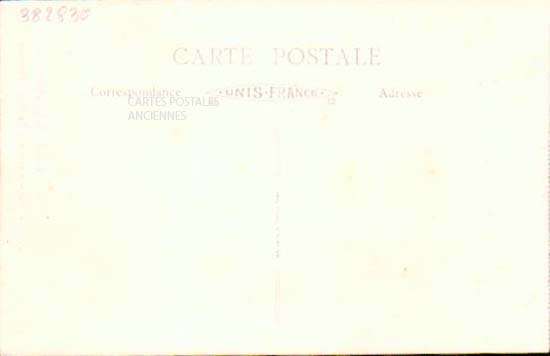 382830
CARTE POSTALE
Correspondance
UNIS-FRANCE
Adresse
CARTES POSTALES
ANCIENNES